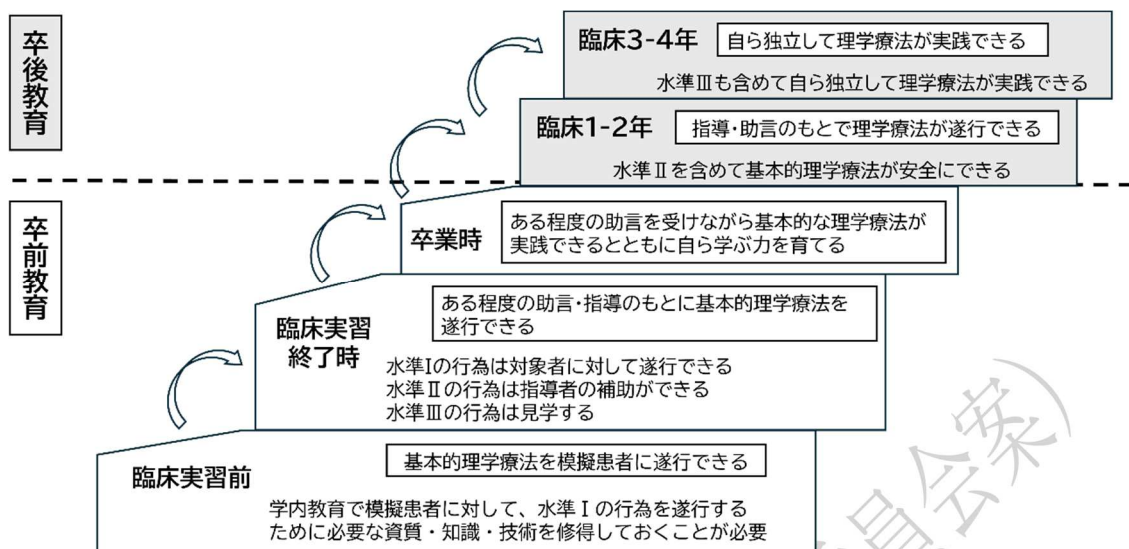 卒後教育
臨床3-4年
自ら独立して理学療法が実践できる
水準Ⅲも含めて自ら独立して理学療法が実践できる
臨床1-2年
指導・助言のもとで理学療法が遂行できる
水準Ⅱを含めて基本的理学療法が安全にできる
卒前教育
卒業時
ある程度の助言を受けながら基本的な理学療法が
実践できるとともに自ら学ぶ力を育てる
臨床実習
終了時
ある程度の助言・指導のもとに基本的理学療法を
遂行できる
水準Ⅰの行為は対象者に対して遂行できる
水準Ⅱの行為は指導者の補助ができる
水準Ⅲの行為は見学する
臨床実習前
基本的理学療法を模擬患者に遂行できる
学内教育で模擬患者に対して、水準Ⅰの行為を遂行する
ために必要な資質・知識・技術を修得しておくことが必要
員会案)